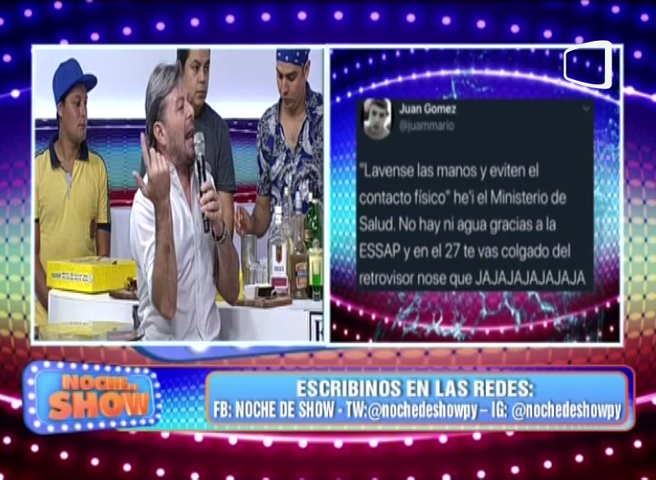 Juan Gomez
@juammario
"Lavense las manos y eviten el
contacto físico" he'i el Ministerio de
Salud. No hay ni agua gracias a la
ESSAP y en el 27 te vas colgado del
retrovisor nose que JAJAJAJAJAJAJA
NOCHE DE
SHOW
ESCRIBINOS EN LAS REDES:
FB: NOCHE DE SHOW - TW:@nochedeshowpy – IG: @nochedeshowpy